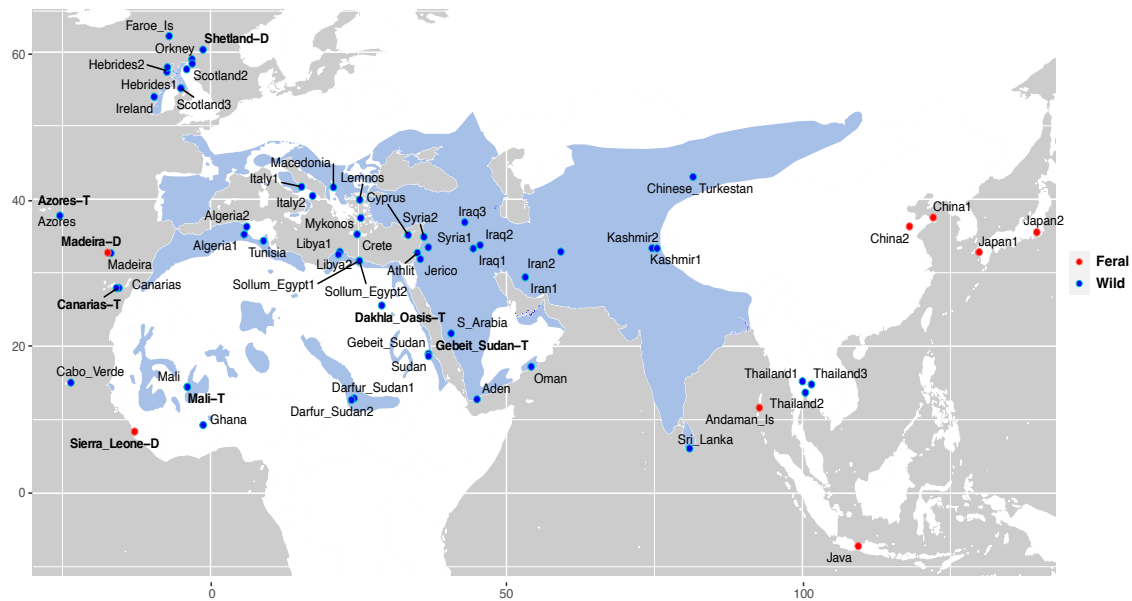 Faroe_Is
Shetland–D
60
Orkney
Hebrides2
Scotland2
Hebrides1
Ireland
Scotland3
Macedonia
Italy1
Lemnos
Chinese_Turkestan
40
Azores–T
Italy2
Cyprus
Azores
Algeria2
Mykonos
Syria2
Iraq3
China1
Japan2
Madeira–D
Algeria1
Tunisia
Libya1
Crete
Syria1
Iraq2
Kashmir2
China2
Japan1
Madeira
Libya2
Athlit
Jerico
Iraq1
Iran2
Kashmir1
Feral
Canarias
Sollum_Egypt1
Sollum_Egypt2
Iran1
Wild
Canarias–T
Dakhla_Oasis–T
S_Arabia
20
Gebeit_Sudan
Gebeit_Sudan–T
Cabo_Verde
Mali
Sudan
Oman
Thailand1
Thailand3
Mali–T
Darfur_Sudan1
Aden
Thailand2
Darfur_Sudan2
Ghana
Andaman_Is
Sierra_Leone–D
Sri_Lanka
0
Java
0
50
100